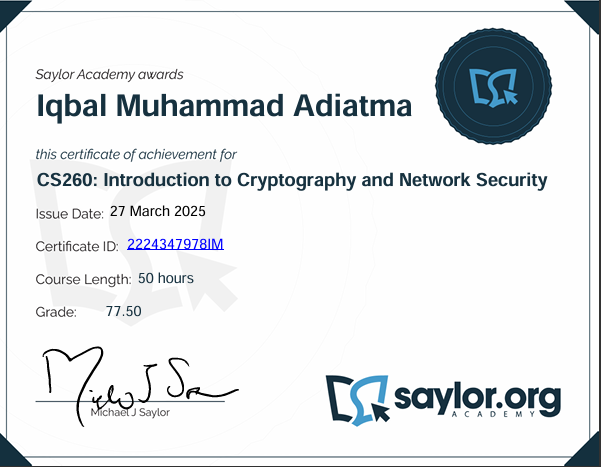 Saylor Academy awards
Iqbal Muhammad Adiatma
this certificate of achievement for
CS260: Introduction to Cryptography and Network Security
Issue Date: 27 March 2025
Certificate ID: 2224347978IM
Course Length: 50 hours
Grade: 77.50
Michael J Saylor
saylor.org
ACADEMY